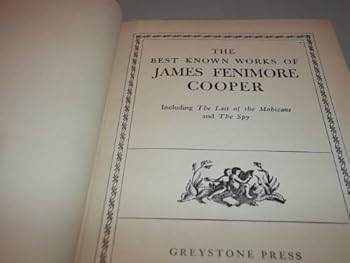 THE
BEST KNOWN WORKS OF
JAMES FENIMORE
COOPER
Including The Last of the Mohicans
and The Spy
GREYSTONE PRESS